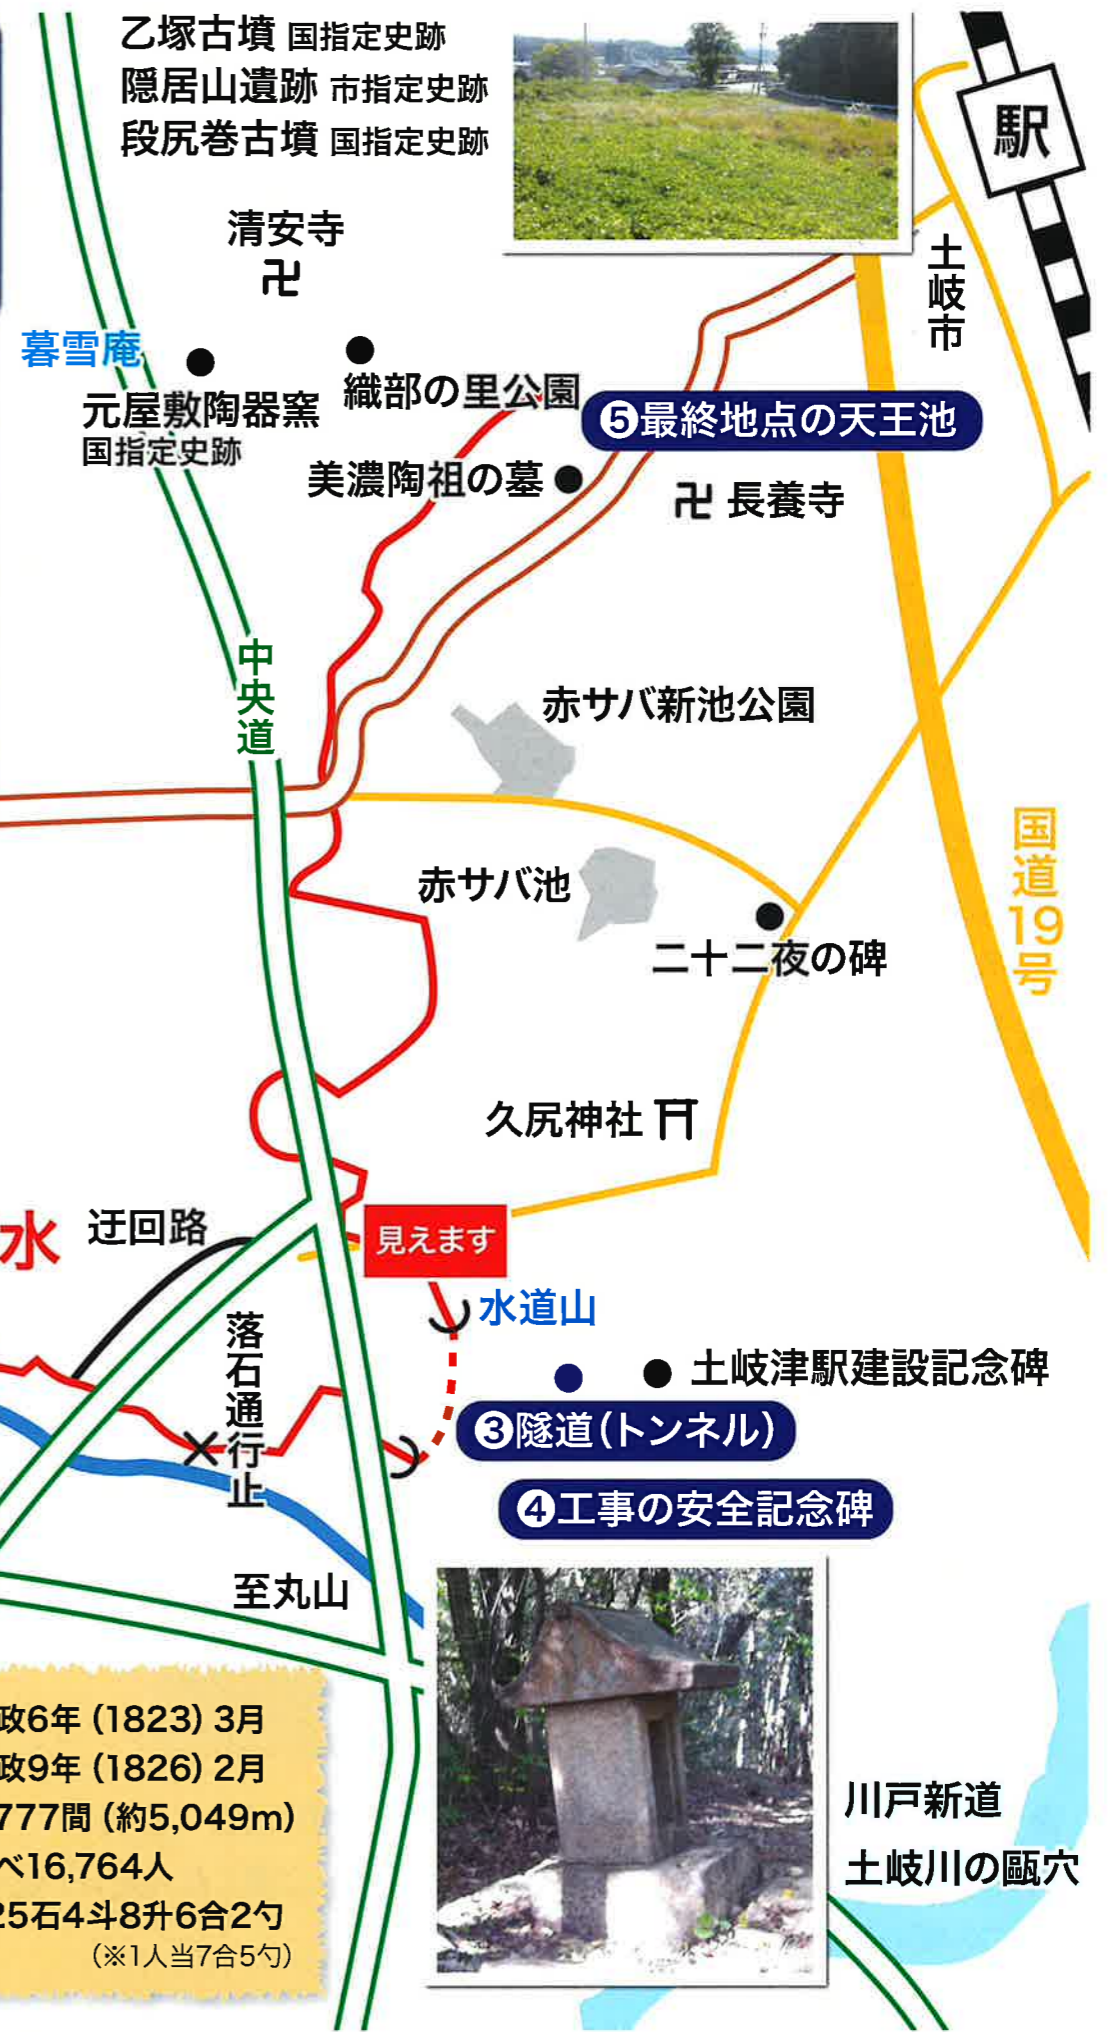 乙塚古墳 国指定史跡
隠居山遺跡 市指定史跡
段尻巻古墳 国指定史跡
駅
土岐市
清安寺
卍
暮雪庵
元屋敷陶器窯
国指定史跡
織部の里公園
❺最終地点の天王池
美濃陶祖の墓
卍 長養寺
中央道
赤サバ新池公園
国道19号
赤サバ池
二十二夜の碑
久尻神社
水
迂回路
見えます
水道山
落石通行止
土岐津駅建設記念碑
❸隧道(トンネル)
❹工事の安全記念碑
至丸山
政6年 (1823) 3月
政9年 (1826) 2月
777間 (約5,049m)
べ16,764人
25石4斗8升6合2勺
(※1人当7合5勺)
川戸新道
土岐川の甌穴